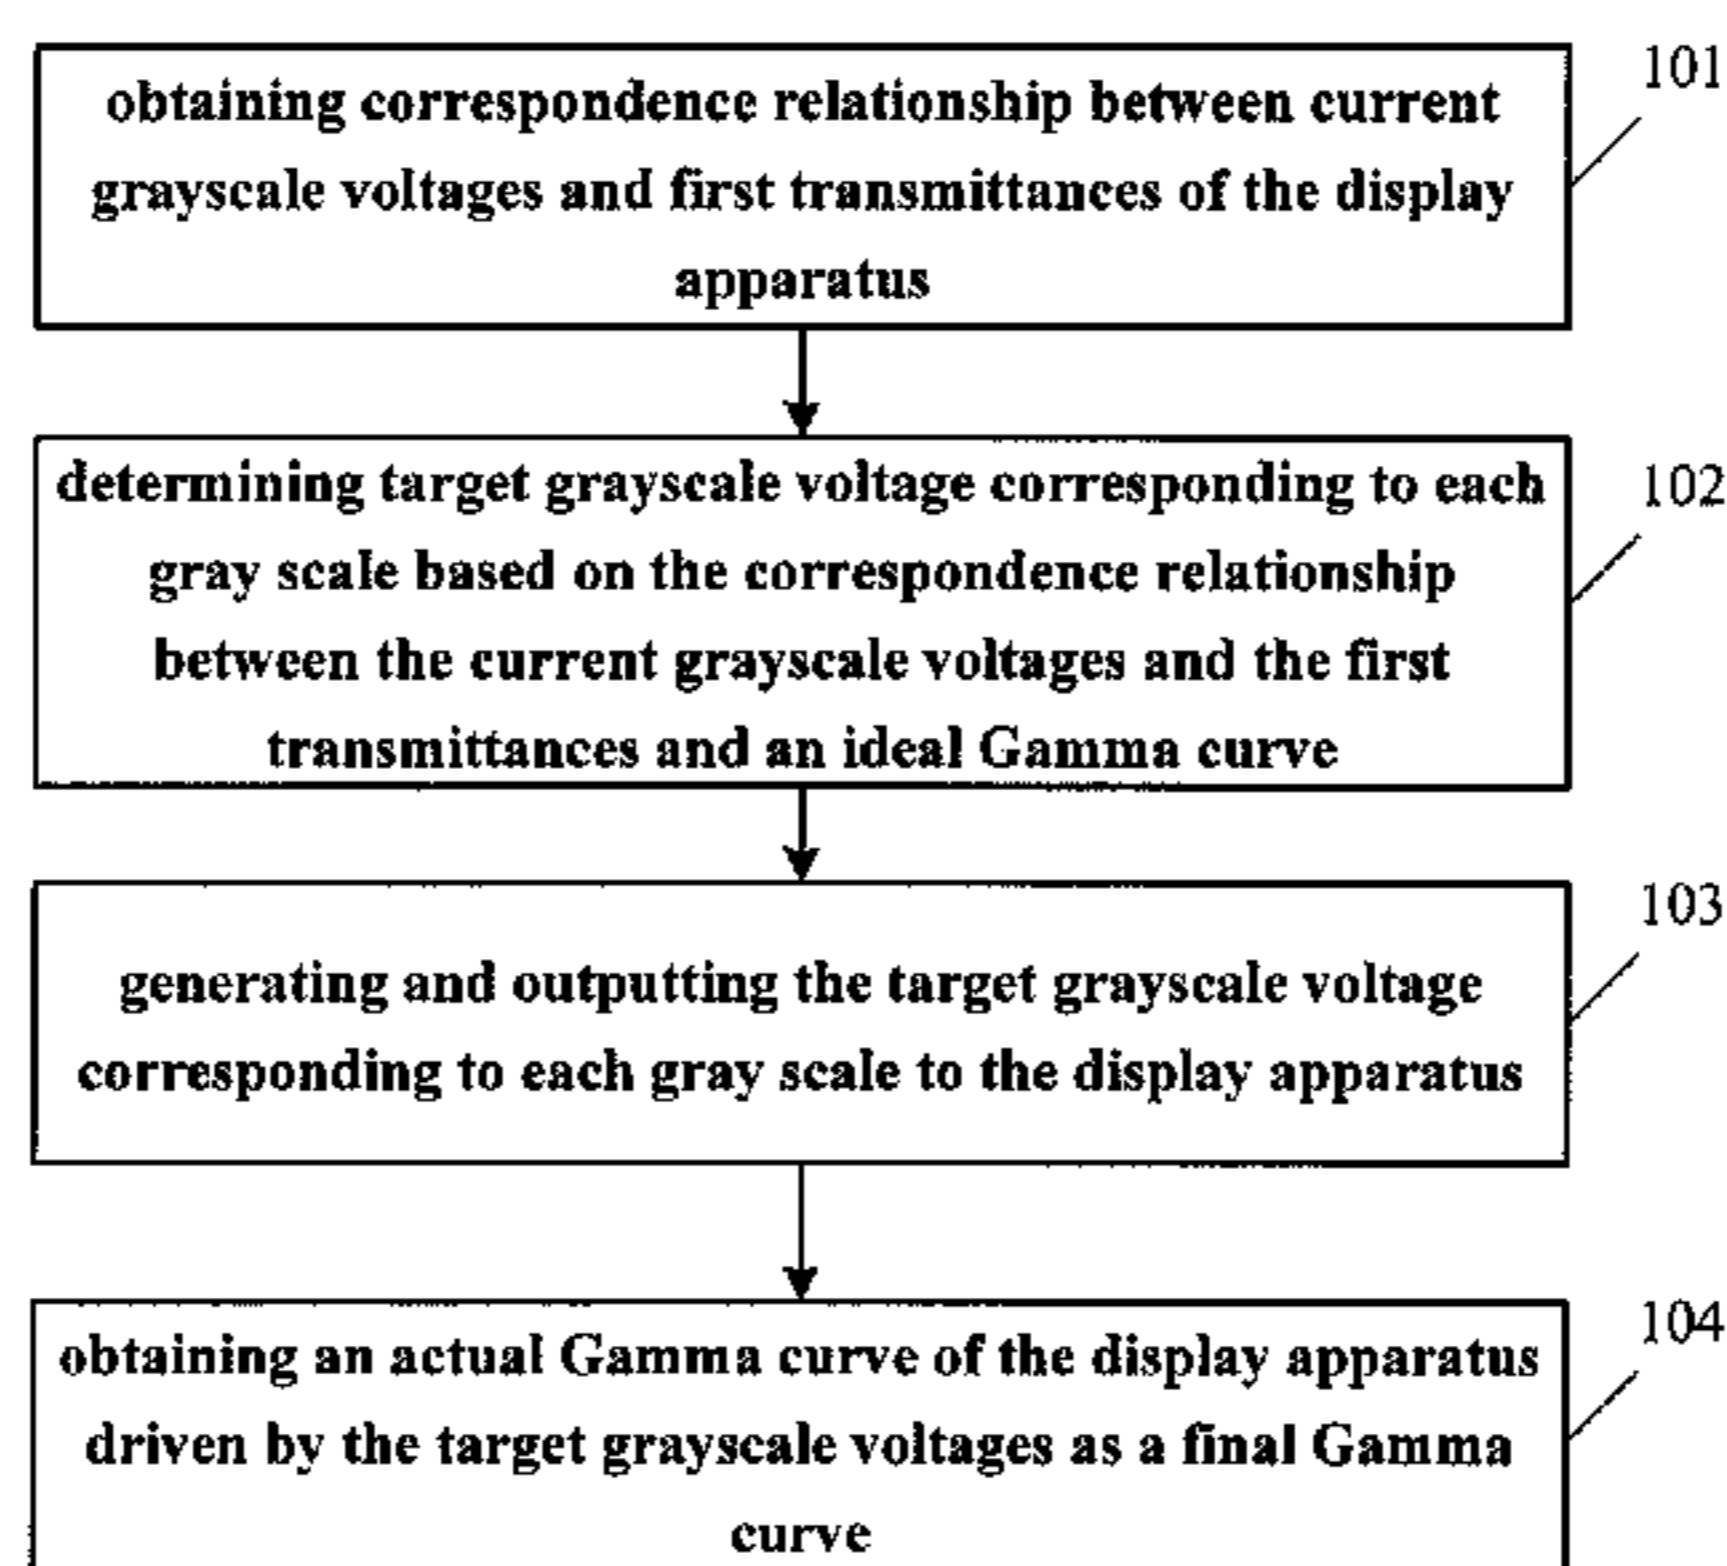 obtaining correspondence relationship between current
grayscale voltages and first transmittances of the display
apparatus
101
determining target grayscale voltage corresponding to each
gray scale based on the correspondence relationship
between the current grayscale voltages and the first
transmittances and an ideal Gamma curve
102
generating and outputting the target grayscale voltage
corresponding to each gray scale to the display apparatus
103
obtaining an actual Gamma curve of the display apparatus
driven by the target grayscale voltages as a final Gamma
curve
104